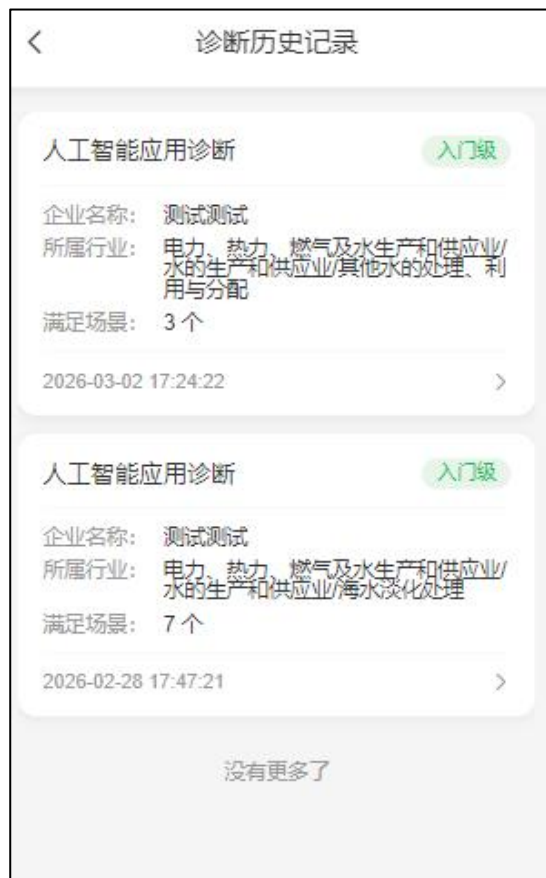 诊断历史记录
人工智能应用诊断 入门级
企业名称： 测试测试
所属行业： 电力、热力、燃气及水生产和供应业/
水的生产和供应业/其他水的处理、利
用与分配
满足场景： 3 个
2026-03-02 17:24:22
人工智能应用诊断 入门级
企业名称： 测试测试
所属行业： 电力、热力、燃气及水生产和供应业/
水的生产和供应业/海水淡化处理
满足场景： 7 个
2026-02-28 17:47:21
没有更多了